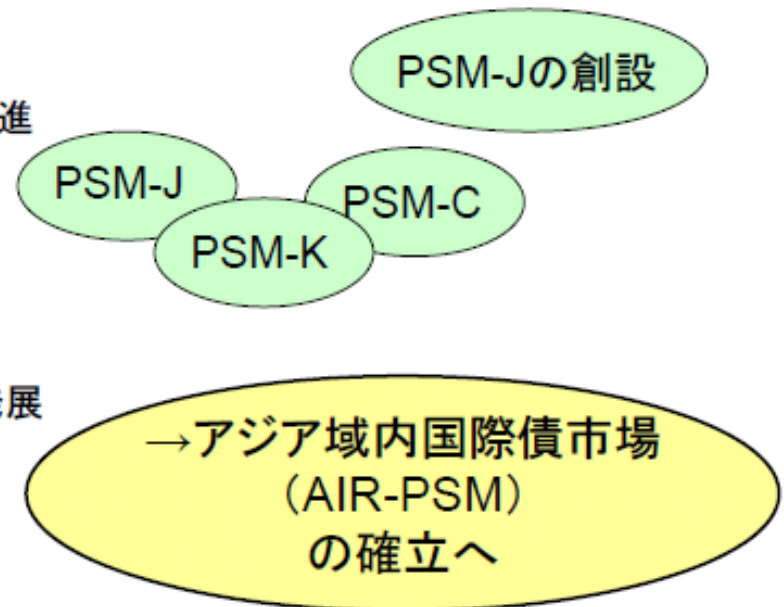 PSM-Jの創設
進
PSM-J
PSM-C
PSM-K
展
→アジア域内国際債市場
（AIR-PSM）
の確立へ